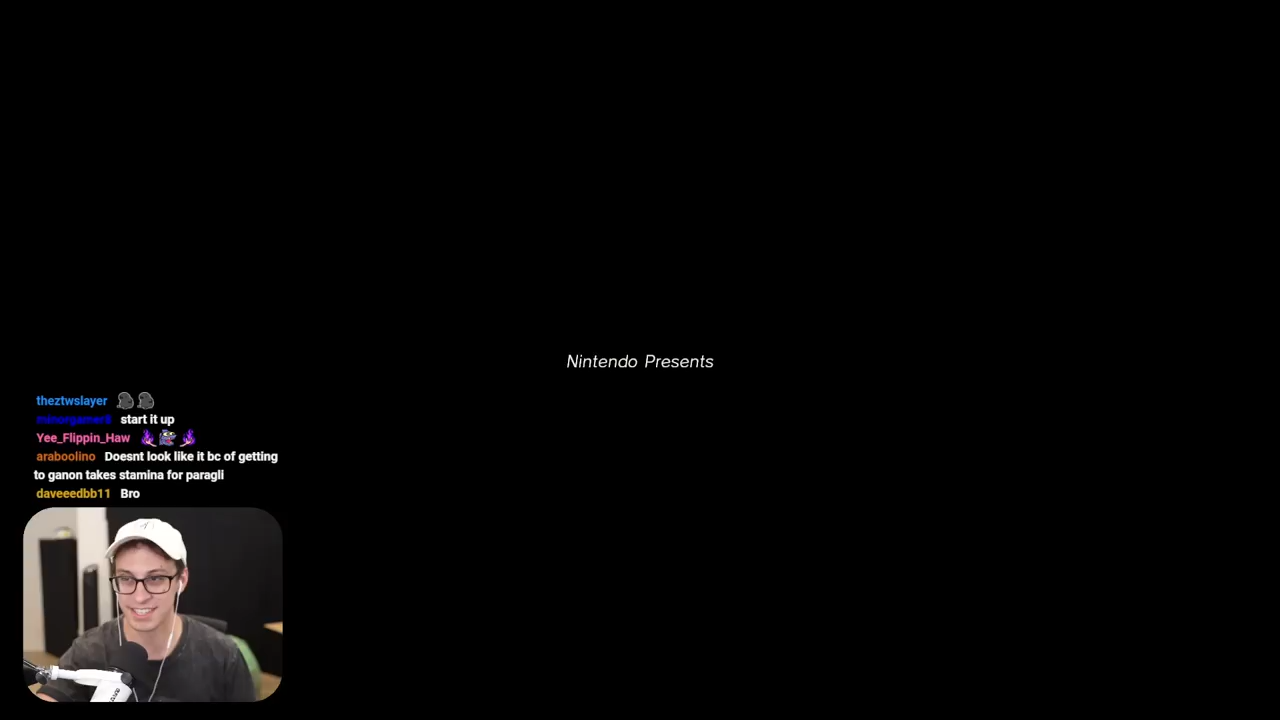 Nintendo Presents
theztwslayer
minorgamer8 start it up
Yee_Flippin_Haw
araboolino Doesnt look like it bc of getting
to ganon takes stamina for paragli
daveeedbb11 Bro